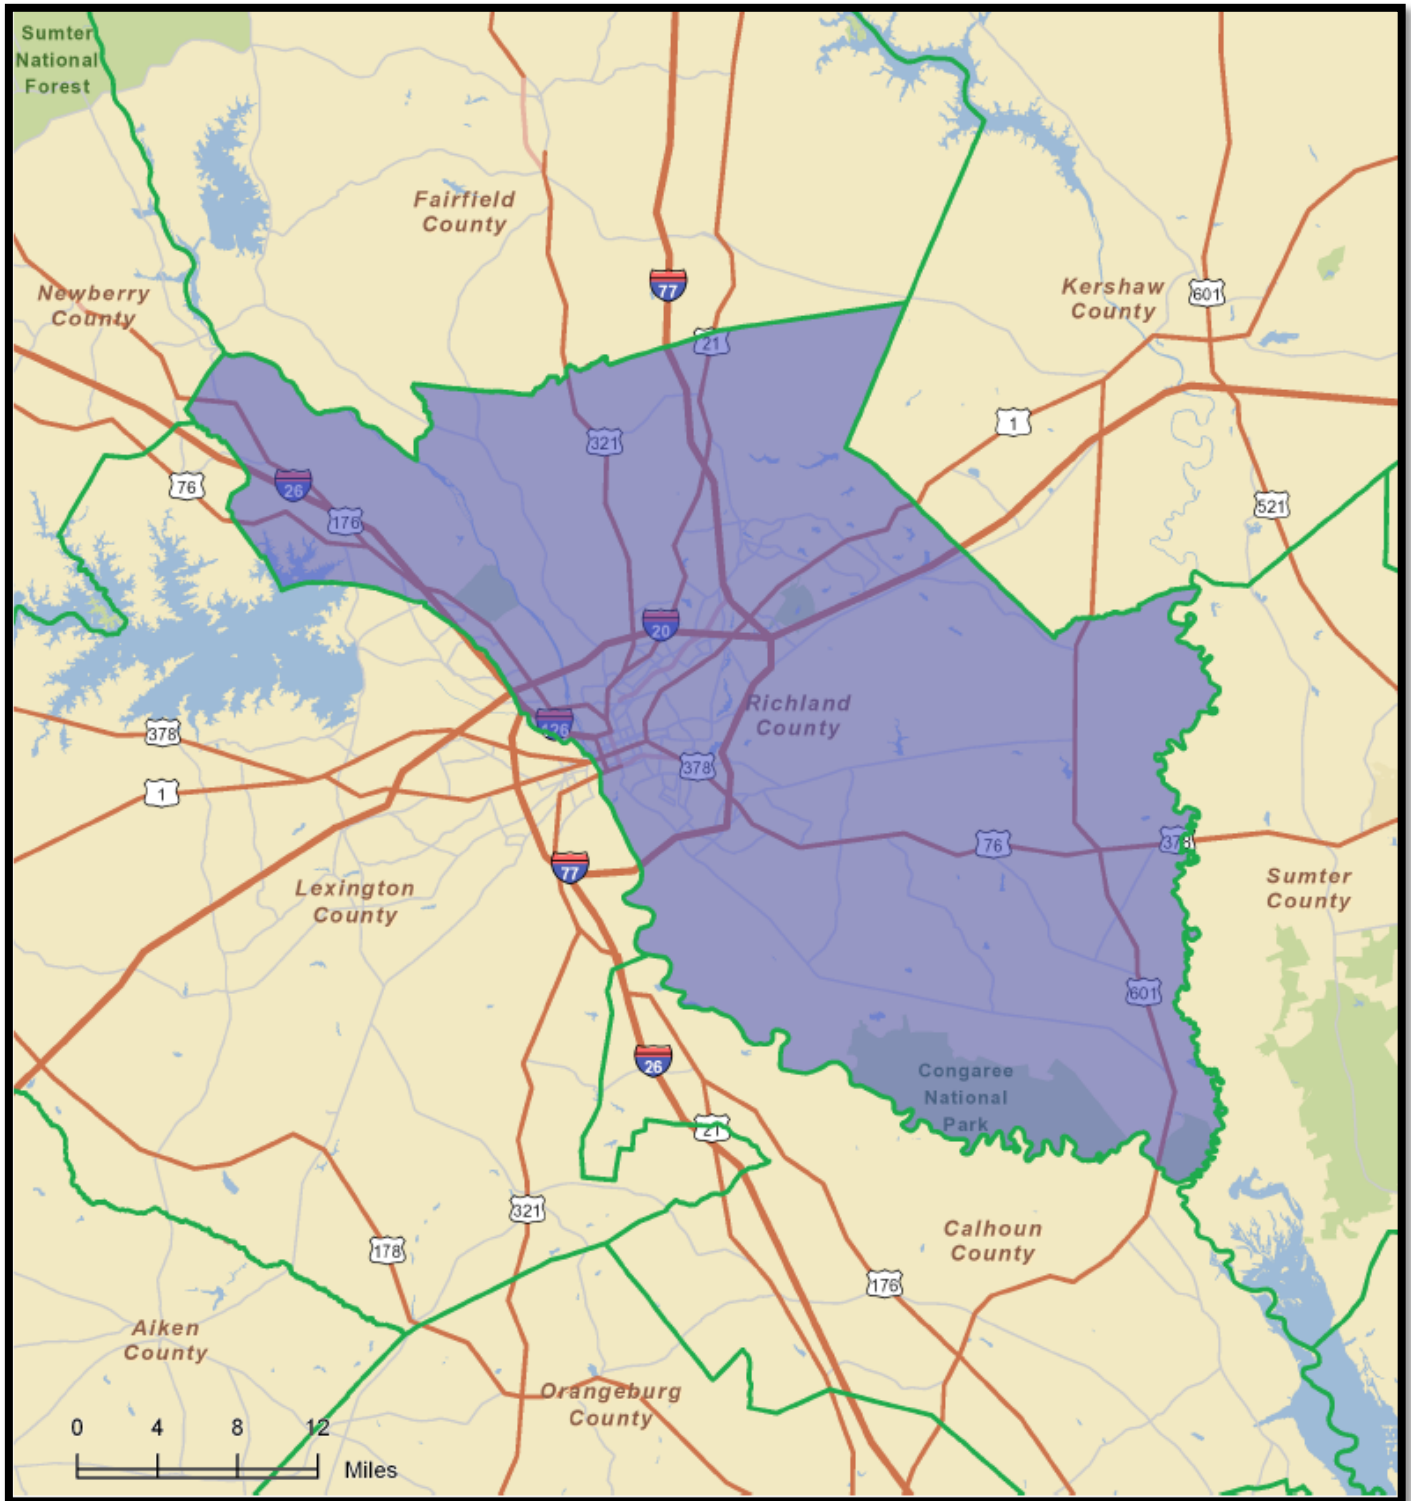 Sumter
National
Forest
Fairfield
County
77
Newberry
County
Kershaw
County
601
21
1
321
76
26
176
521
20
Richland
County
126
378
378
1
76
378
77
Lexington
County
Sumter
County
601
26
Congaree
National
Park
21
321
178
Calhoun
County
176
Aiken
County
Orangeburg
County
0 4 8 12
Miles